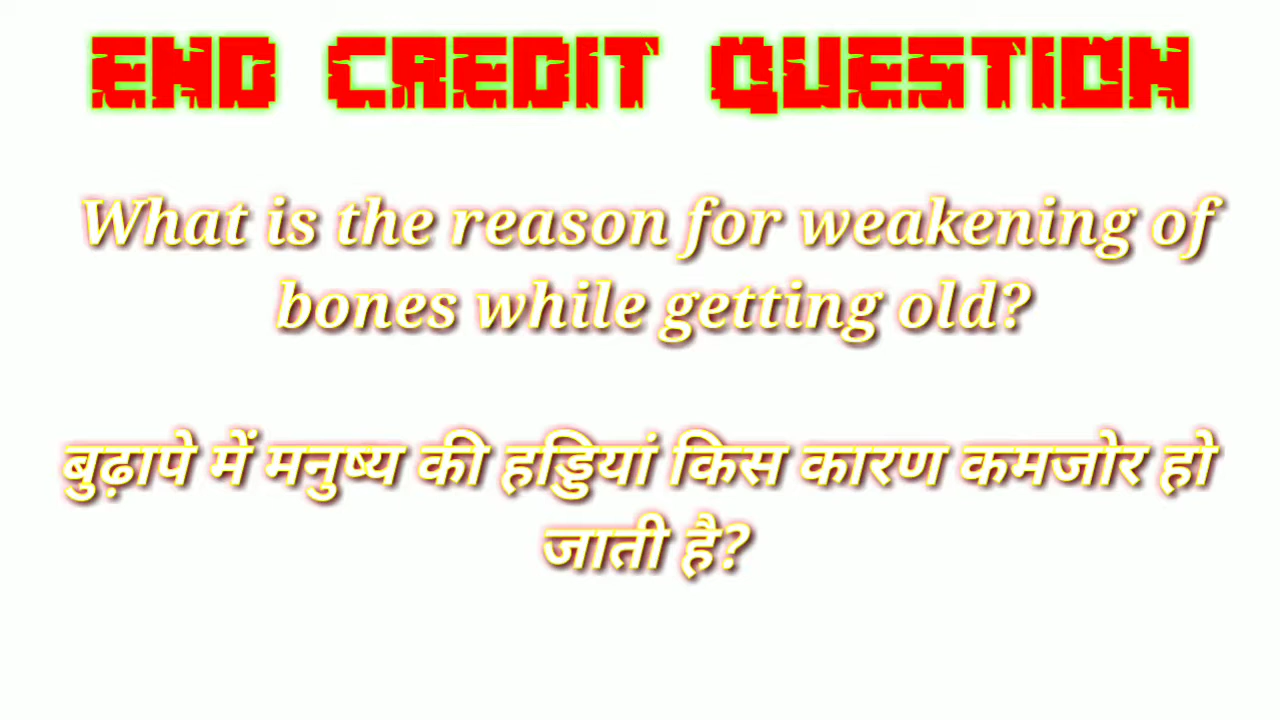 END CREDIT QUESTION
What is the reason for weakening of
bones while getting old?
बुढ़ापे में मनुष्य की हड्डियां किस कारण कमजोर हो
जाती है?